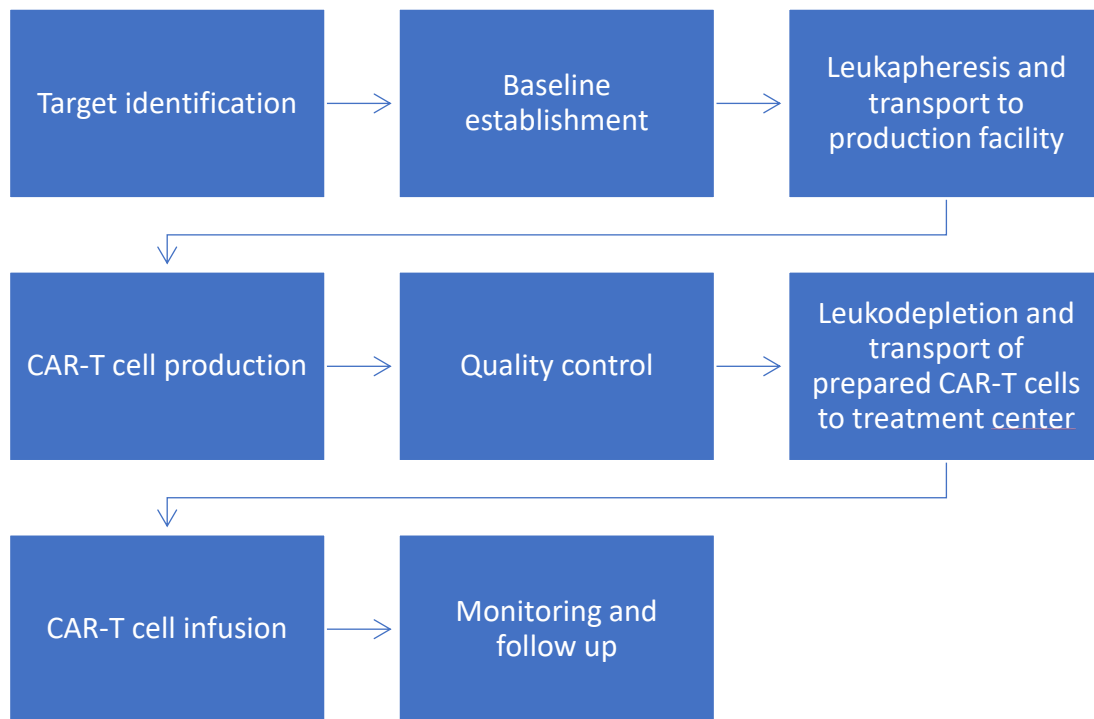 Target identification
Baseline
establishment
Leukapheresis and
transport to
production facility
CAR-T cell production
Quality control
Leukodepletion and
transport of
prepared CAR-T cells
to treatment center
CAR-T cell infusion
Monitoring and
follow up